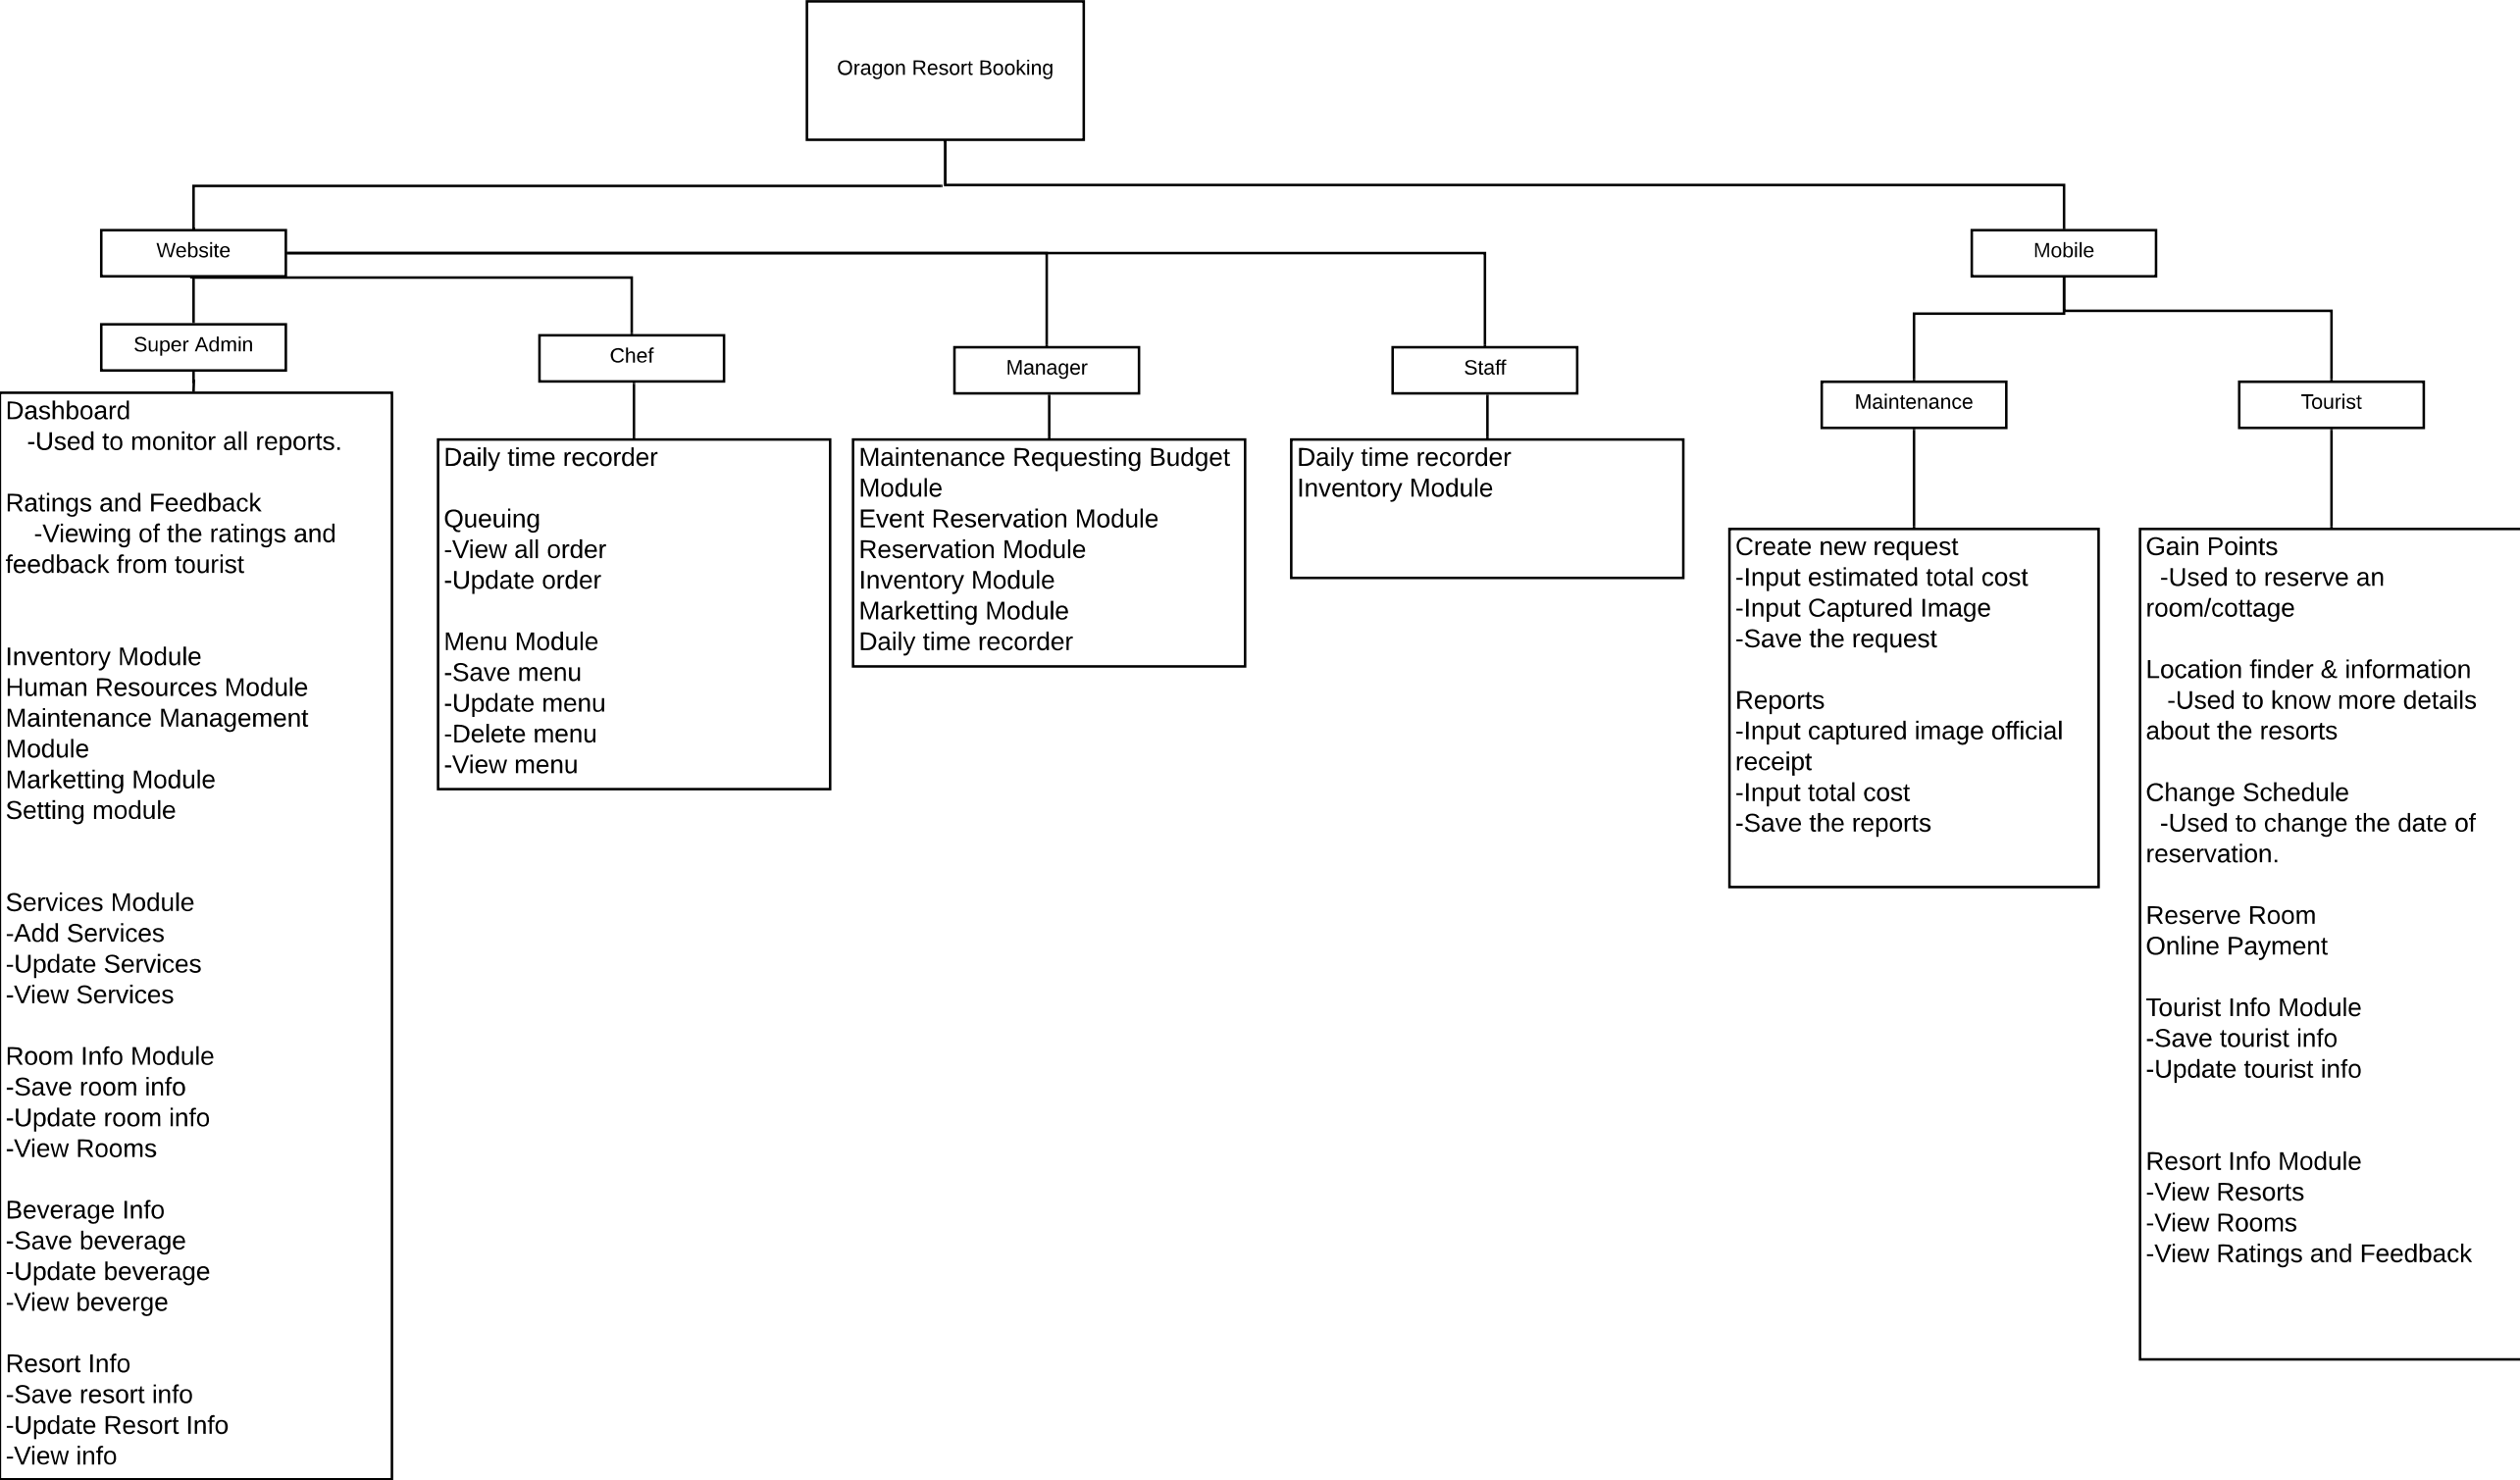 Oragon Resort Booking
Website
Mobile
Super Admin
Chef
Manager
Staff
Maintenance
Tourist
Dashboard
-Used to monitor all reports.
Ratings and Feedback
-Viewing of the ratings and
feedback from tourist
Inventory Module
Human Resources Module
Maintenance Management
Module
Marketting Module
Setting module
Services Module
-Add Services
-Update Services
-View Services
Room Info Module
-Save room info
-Update room info
-View Rooms
Beverage Info
-Save beverage
-Update beverage
-View beverge
Resort Info
-Save resort info
-Update Resort Info
-View info
Daily time recorder
Queuing
-View all order
-Update order
Menu Module
-Save menu
-Update menu
-Delete menu
-View menu
Maintenance Requesting Budget
Module
Event Reservation Module
Reservation Module
Inventory Module
Marketting Module
Daily time recorder
Daily time recorder
Inventory Module
Create new request
-Input estimated total cost
-Input Captured Image
-Save the request
Reports
-Input captured image official
receipt
-Input total cost
-Save the reports
Gain Points
-Used to reserve an
room/cottage
Location finder & information
-Used to know more details
about the resorts
Change Schedule
-Used to change the date of
reservation.
Reserve Room
Online Payment
Tourist Info Module
-Save tourist info
-Update tourist info
Resort Info Module
-View Resorts
-View Rooms
-View Ratings and Feedback